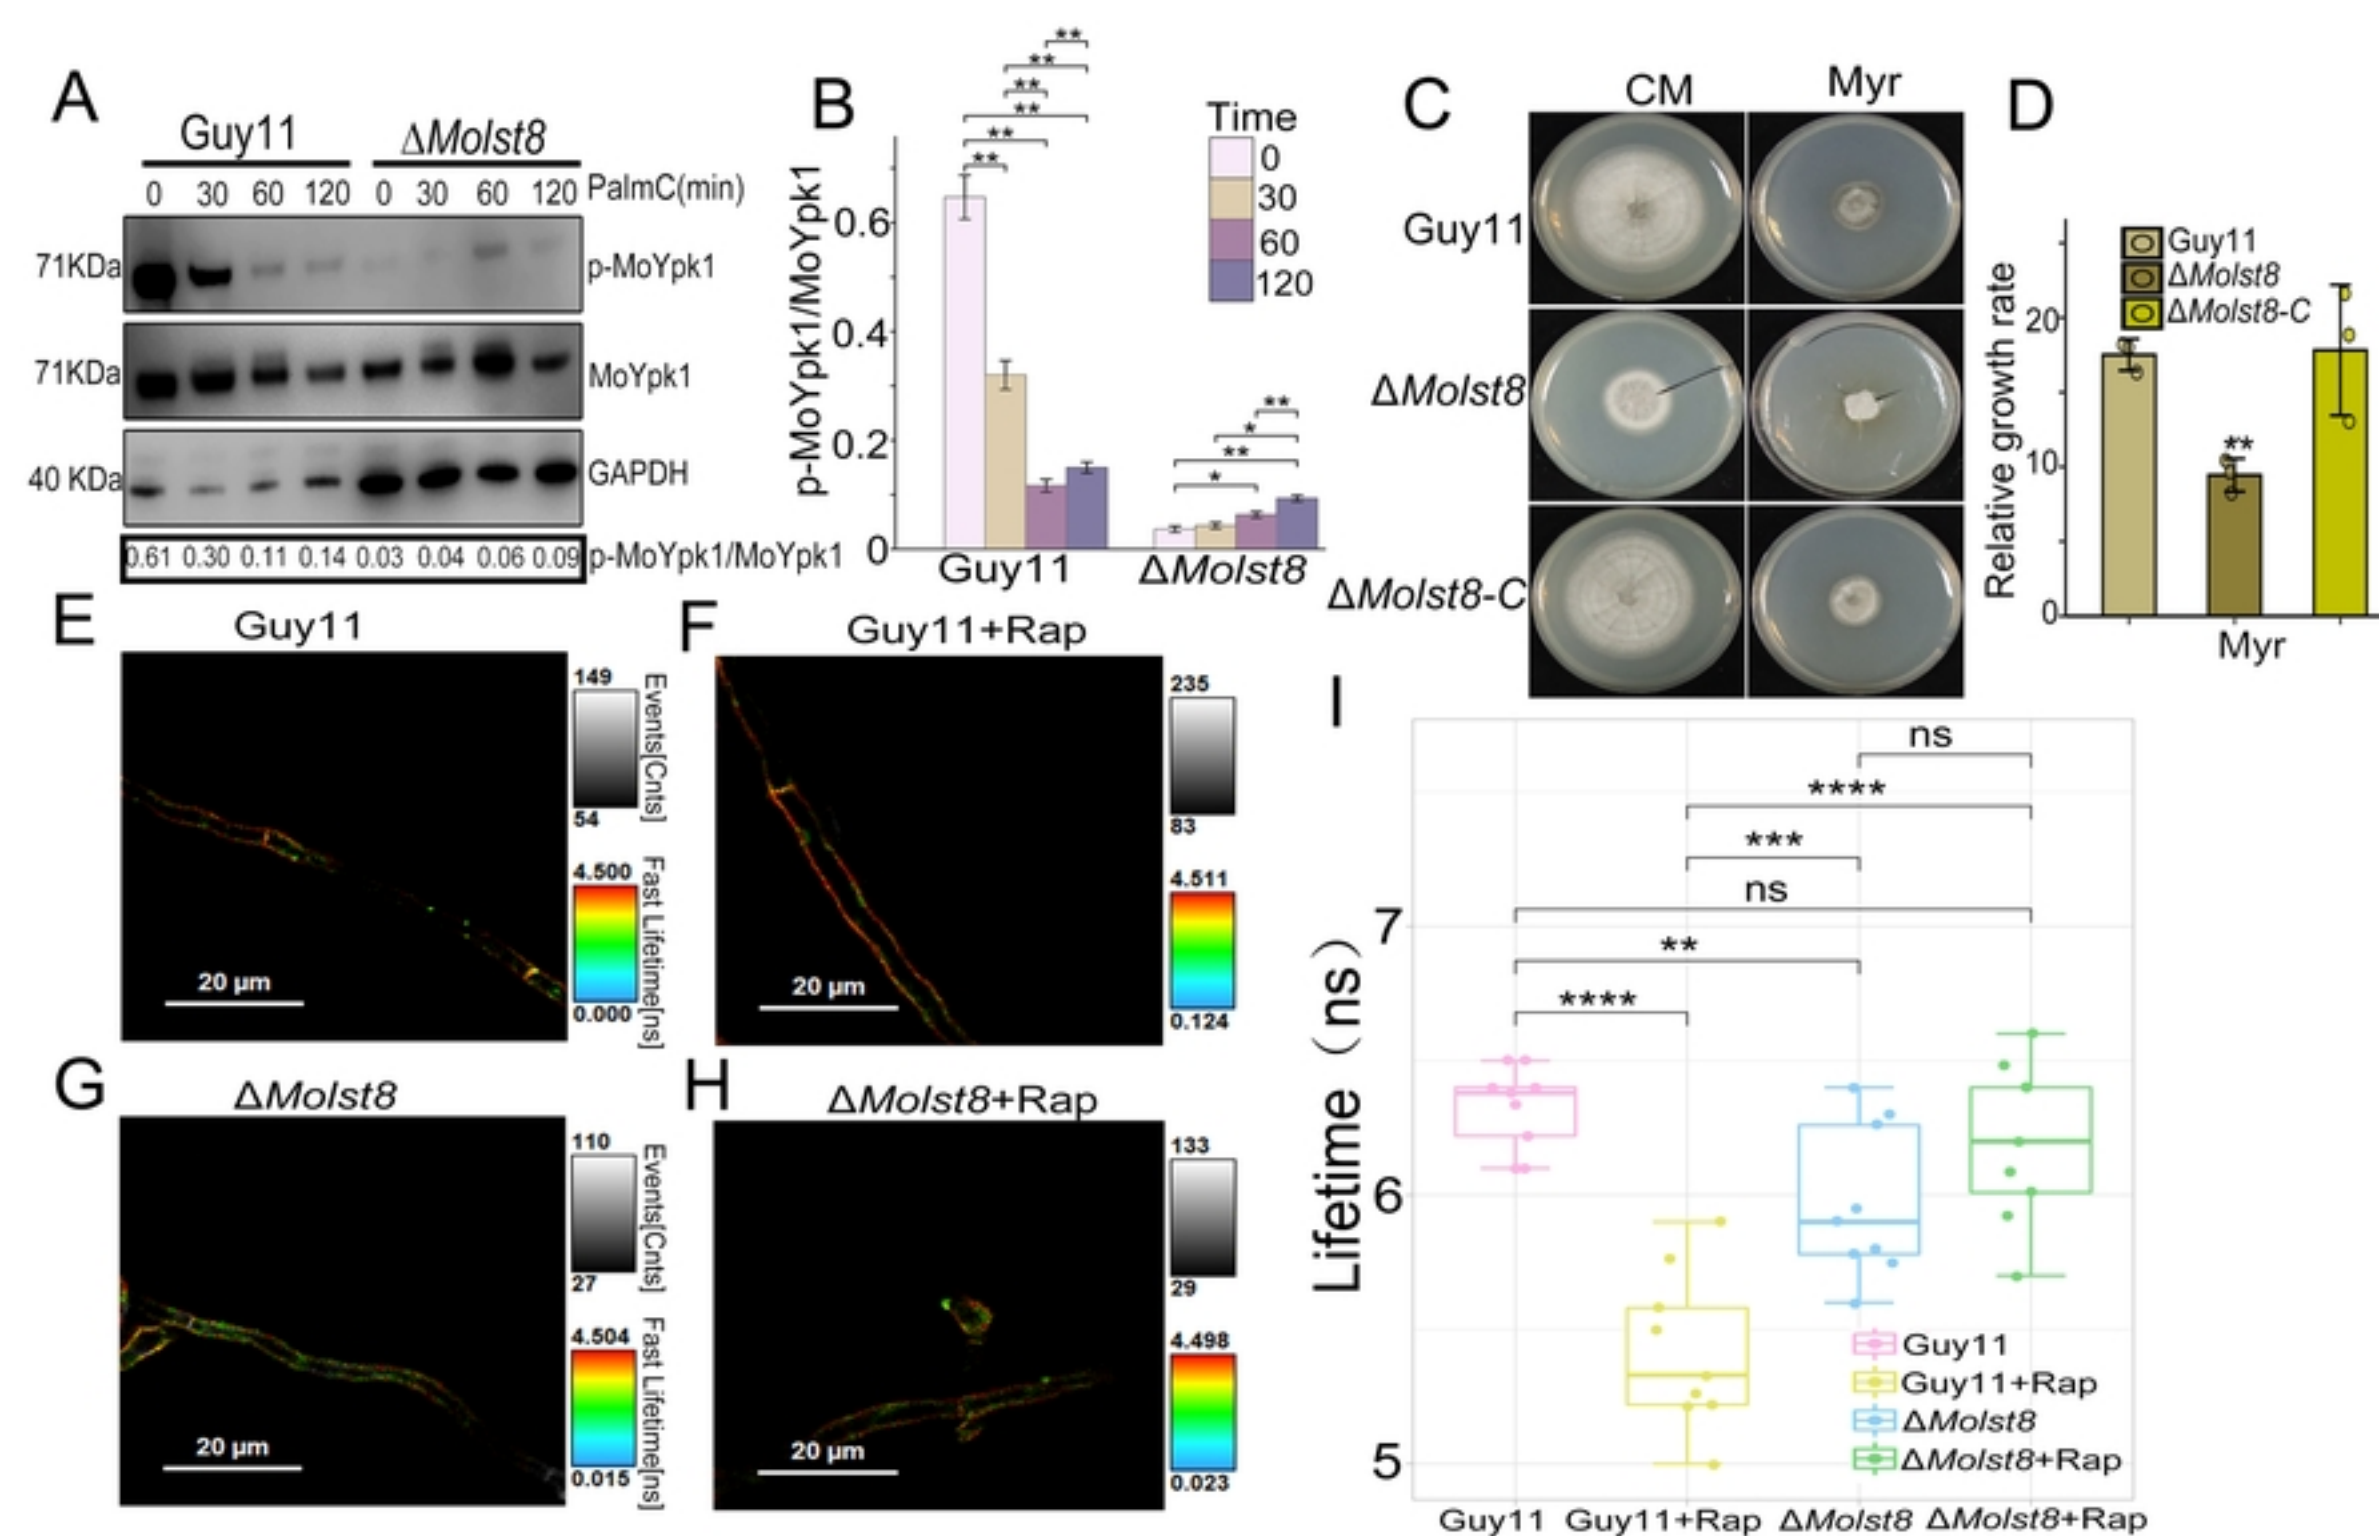 A
Guy11 ΔMolst8
0 30 60 120 0 30 60 120 PalmC(min)
71KDa p-MoYpk1
71KDa MoYpk1
40 KDa GAPDH
0.61 0.30 0.11 0.14 0.03 0.04 0.06 0.09 p-MoYpk1/MoYpk1
B
p-MoYpk1/MoYpk1
0.6
0.4
0.2
0
**
**
**
**
**
**
**
*
**
*
Time
0
30
60
120
Guy11 ΔMolst8
C
CM Myr
Guy11
ΔMolst8
ΔMolst8-C
D
Relative growth rate
20
10
0
Guy11
ΔMolst8
ΔMolst8-C
**
Myr
E
Guy11
149
54
Events[Cnts]
4.500
0.000
Fast Lifetime[ns]
20 µm
F
Guy11+Rap
235
83
4.511
0.124
20 µm
G
ΔMolst8
110
27
Events[Cnts]
4.504
0.015
Fast Lifetime[ns]
20 µm
H
ΔMolst8+Rap
133
29
4.498
0.023
20 µm
I
Lifetime（ns）
7
6
5
ns
****
***
ns
**
****
Guy11
Guy11+Rap
ΔMolst8
ΔMolst8+Rap
Guy11 Guy11+Rap ΔMolst8 ΔMolst8+Rap